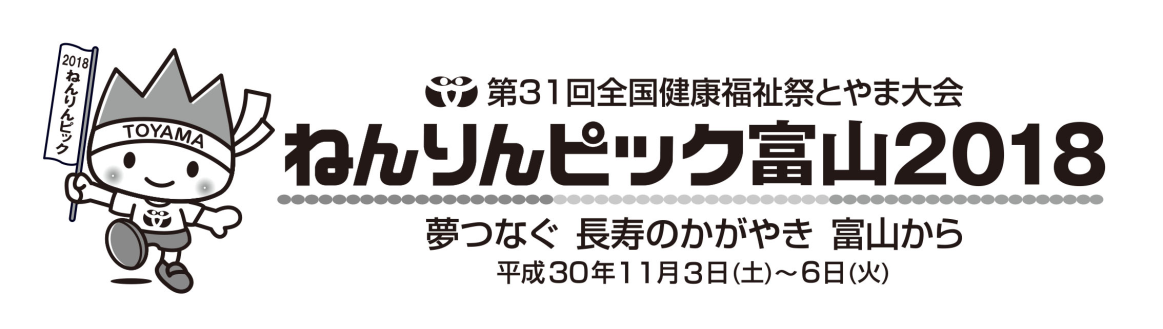 2018
ねんりんピック
TOYAMA
第31回全国健康福祉祭とやま大会
ねんりんピック富山2018
夢つなぐ 長寿のかがやき 富山から
平成30年11月3日(土)～6日(火)